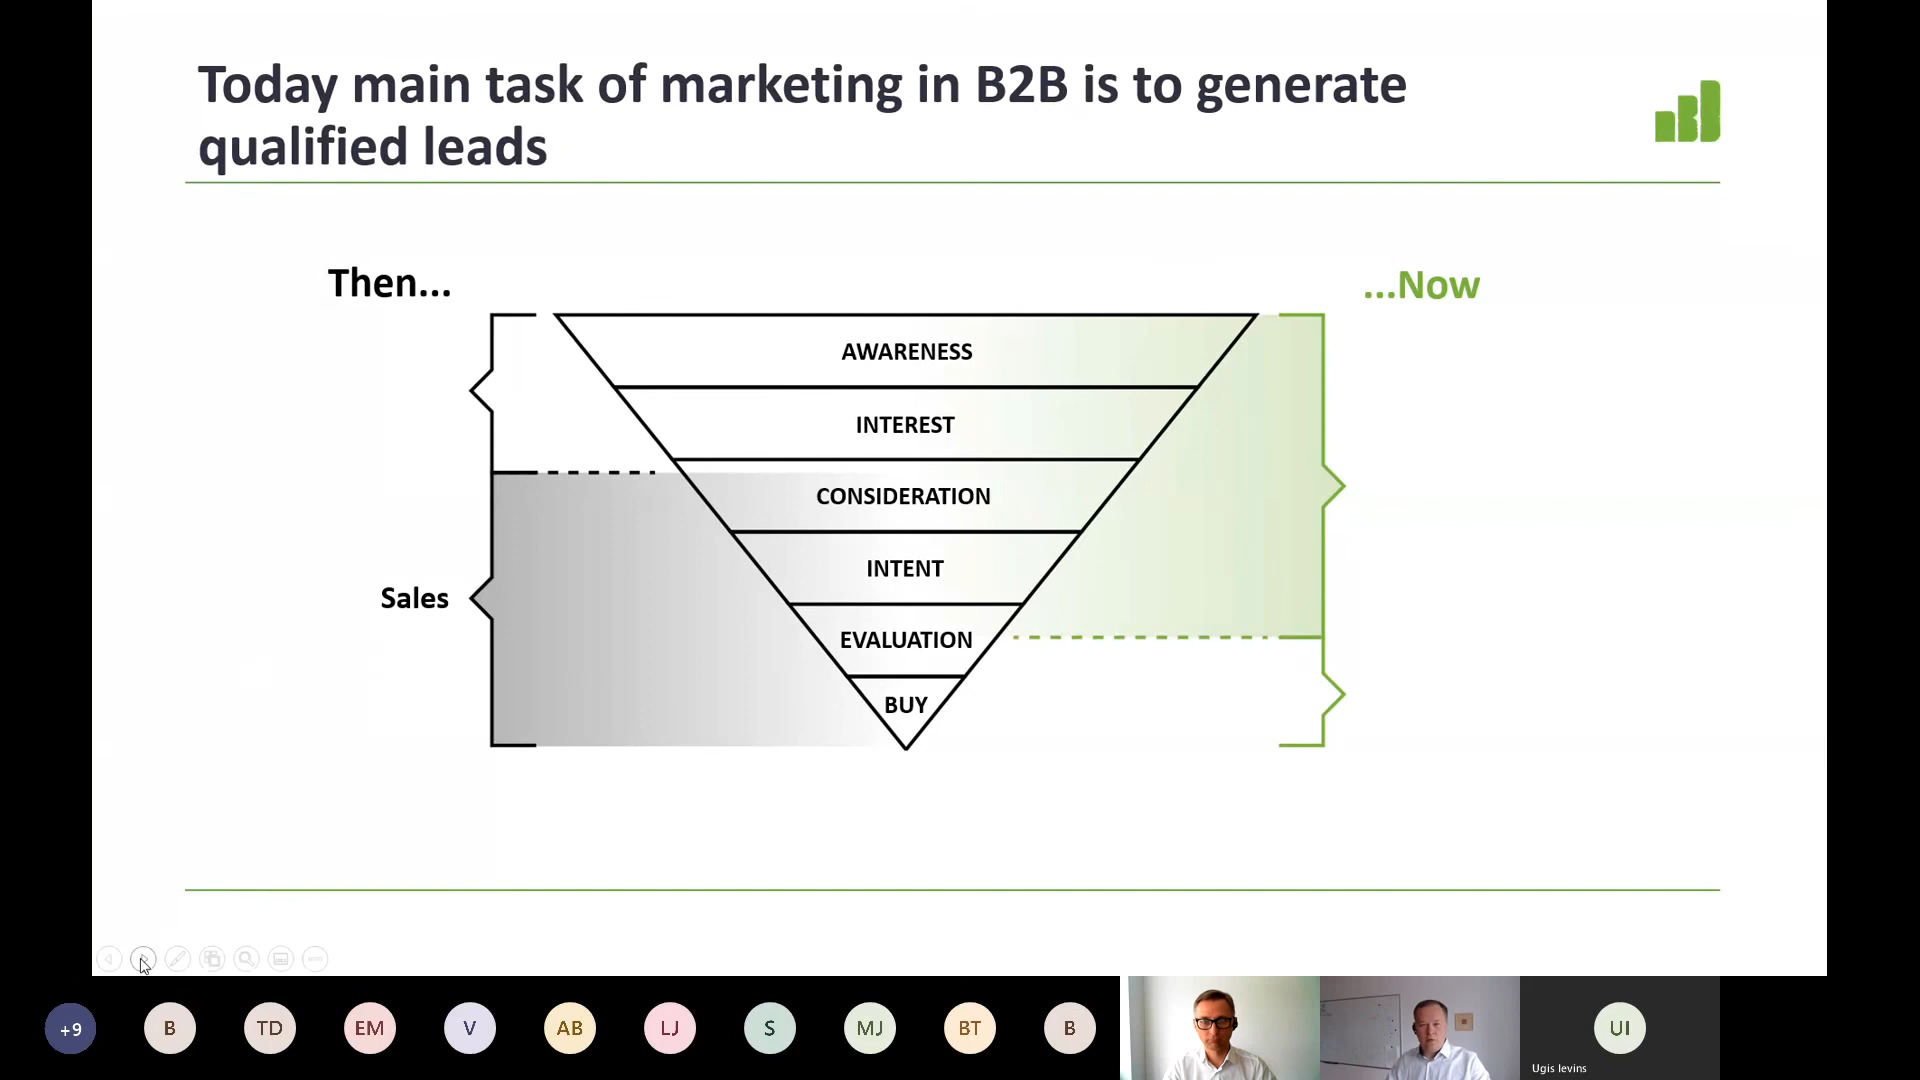 Today main task of marketing in B2B is to generate
qualified leads
Then...
...Now
AWARENESS
INTEREST
CONSIDERATION
INTENT
Sales
EVALUATION
BUY
+9
B
TD
EM
V
AB
LJ
S
MJ
BT
B
UI
Ugis Ievins